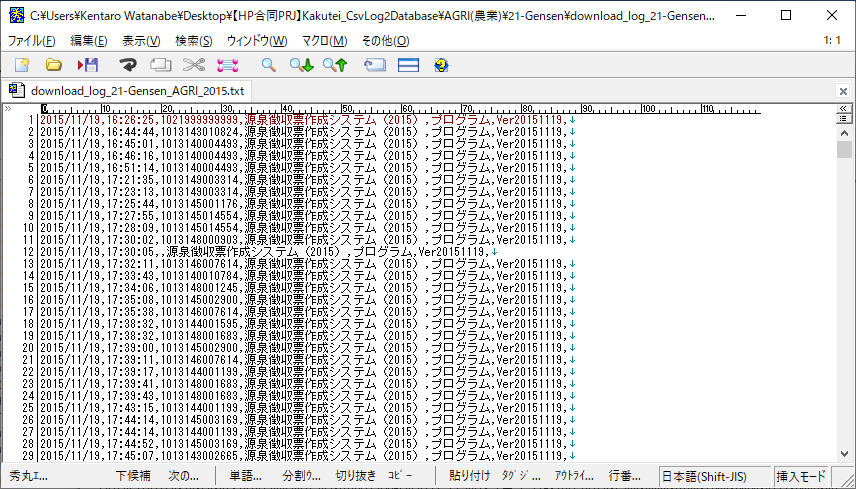 C:¥Users¥Kentaro Watanabe¥Desktop¥【HP合同PRJ】Kakutei_CsvLog2Database¥AGRI(農業)¥21-Gensen¥download_log_21-Gensen...
ファイル(F) 編集(E) 表示(V) 検索(S) ウィンドウ(W) マクロ(M) その他(O) 1: 1
download_log_21-Gensen_AGRI_2015.txt
0 10 20 30 40 50 60 70 80 90 100 110
1 2015/11/19,16:26:25,1021999999999,源泉徴収票作成システム（2015）,プログラム,Ver20151119,↓
2 2015/11/19,16:44:44,1013143010824,源泉徴収票作成システム（2015）,プログラム,Ver20151119,↓
3 2015/11/19,16:45:01,1013140004493,源泉徴収票作成システム（2015）,プログラム,Ver20151119,↓
4 2015/11/19,16:46:16,1013140004493,源泉徴収票作成システム（2015）,プログラム,Ver20151119,↓
5 2015/11/19,16:51:14,1013140004493,源泉徴収票作成システム（2015）,プログラム,Ver20151119,↓
6 2015/11/19,17:21:35,1013149003314,源泉徴収票作成システム（2015）,プログラム,Ver20151119,↓
7 2015/11/19,17:23:13,1013149003314,源泉徴収票作成システム（2015）,プログラム,Ver20151119,↓
8 2015/11/19,17:25:44,1013145001176,源泉徴収票作成システム（2015）,プログラム,Ver20151119,↓
9 2015/11/19,17:27:55,1013145014554,源泉徴収票作成システム（2015）,プログラム,Ver20151119,↓
10 2015/11/19,17:28:09,1013145014554,源泉徴収票作成システム（2015）,プログラム,Ver20151119,↓
11 2015/11/19,17:30:02,1013148000903,源泉徴収票作成システム（2015）,プログラム,Ver20151119,↓
12 2015/11/19,17:30:05,,源泉徴収票作成システム（2015）,プログラム,Ver20151119,↓
13 2015/11/19,17:32:11,1013146007614,源泉徴収票作成システム（2015）,プログラム,Ver20151119,↓
14 2015/11/19,17:33:43,1013140010784,源泉徴収票作成システム（2015）,プログラム,Ver20151119,↓
15 2015/11/19,17:34:06,1013148001245,源泉徴収票作成システム（2015）,プログラム,Ver20151119,↓
16 2015/11/19,17:35:08,1013145002900,源泉徴収票作成システム（2015）,プログラム,Ver20151119,↓
17 2015/11/19,17:35:38,1013146007614,源泉徴収票作成システム（2015）,プログラム,Ver20151119,↓
18 2015/11/19,17:38:32,1013144001595,源泉徴収票作成システム（2015）,プログラム,Ver20151119,↓
19 2015/11/19,17:38:32,1013148001683,源泉徴収票作成システム（2015）,プログラム,Ver20151119,↓
20 2015/11/19,17:39:00,1013145002900,源泉徴収票作成システム（2015）,プログラム,Ver20151119,↓
21 2015/11/19,17:39:11,1013146007614,源泉徴収票作成システム（2015）,プログラム,Ver20151119,↓
22 2015/11/19,17:39:17,1013144001199,源泉徴収票作成システム（2015）,プログラム,Ver20151119,↓
23 2015/11/19,17:39:41,1013148001683,源泉徴収票作成システム（2015）,プログラム,Ver20151119,↓
24 2015/11/19,17:39:43,1013148001683,源泉徴収票作成システム（2015）,プログラム,Ver20151119,↓
25 2015/11/19,17:43:15,1013144001199,源泉徴収票作成システム（2015）,プログラム,Ver20151119,↓
26 2015/11/19,17:44:14,1013145003169,源泉徴収票作成システム（2015）,プログラム,Ver20151119,↓
27 2015/11/19,17:44:14,1013144001199,源泉徴収票作成システム（2015）,プログラム,Ver20151119,↓
28 2015/11/19,17:44:52,1013145003169,源泉徴収票作成システム（2015）,プログラム,Ver20151119,↓
29 2015/11/19,17:45:07,1013143002665,源泉徴収票作成システム（2015）,プログラム,Ver20151119,↓
秀丸エ... 下候補 次の... 単語... 分割ウ... 切り抜き コピー 貼り付け タグジ... アウトライ... 行番... 日本語(Shift-JIS) 挿入モード